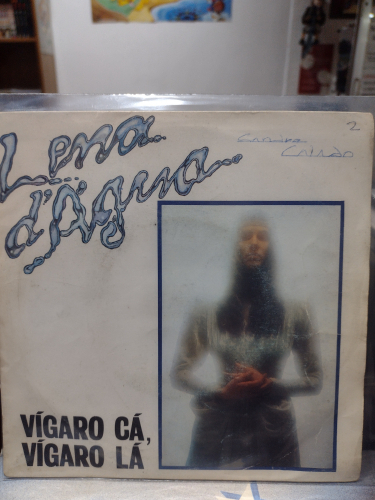 Lena
d'Água
2
VÍGARO CÁ,
VÍGARO LÁ